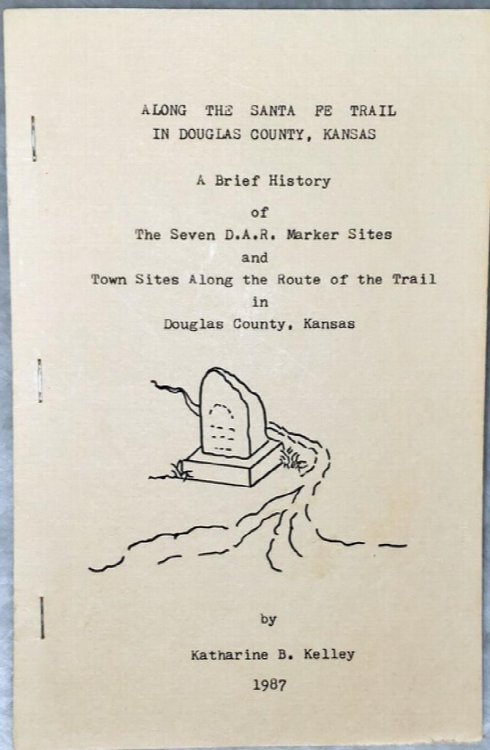 ALONG THE SANTA FE TRAIL
IN DOUGLAS COUNTY, KANSAS
A Brief History
of
The Seven D.A.R. Marker Sites
and
Town Sites Along the Route of the Trail
in
Douglas County, Kansas
by
Katharine B. Kelley
1987